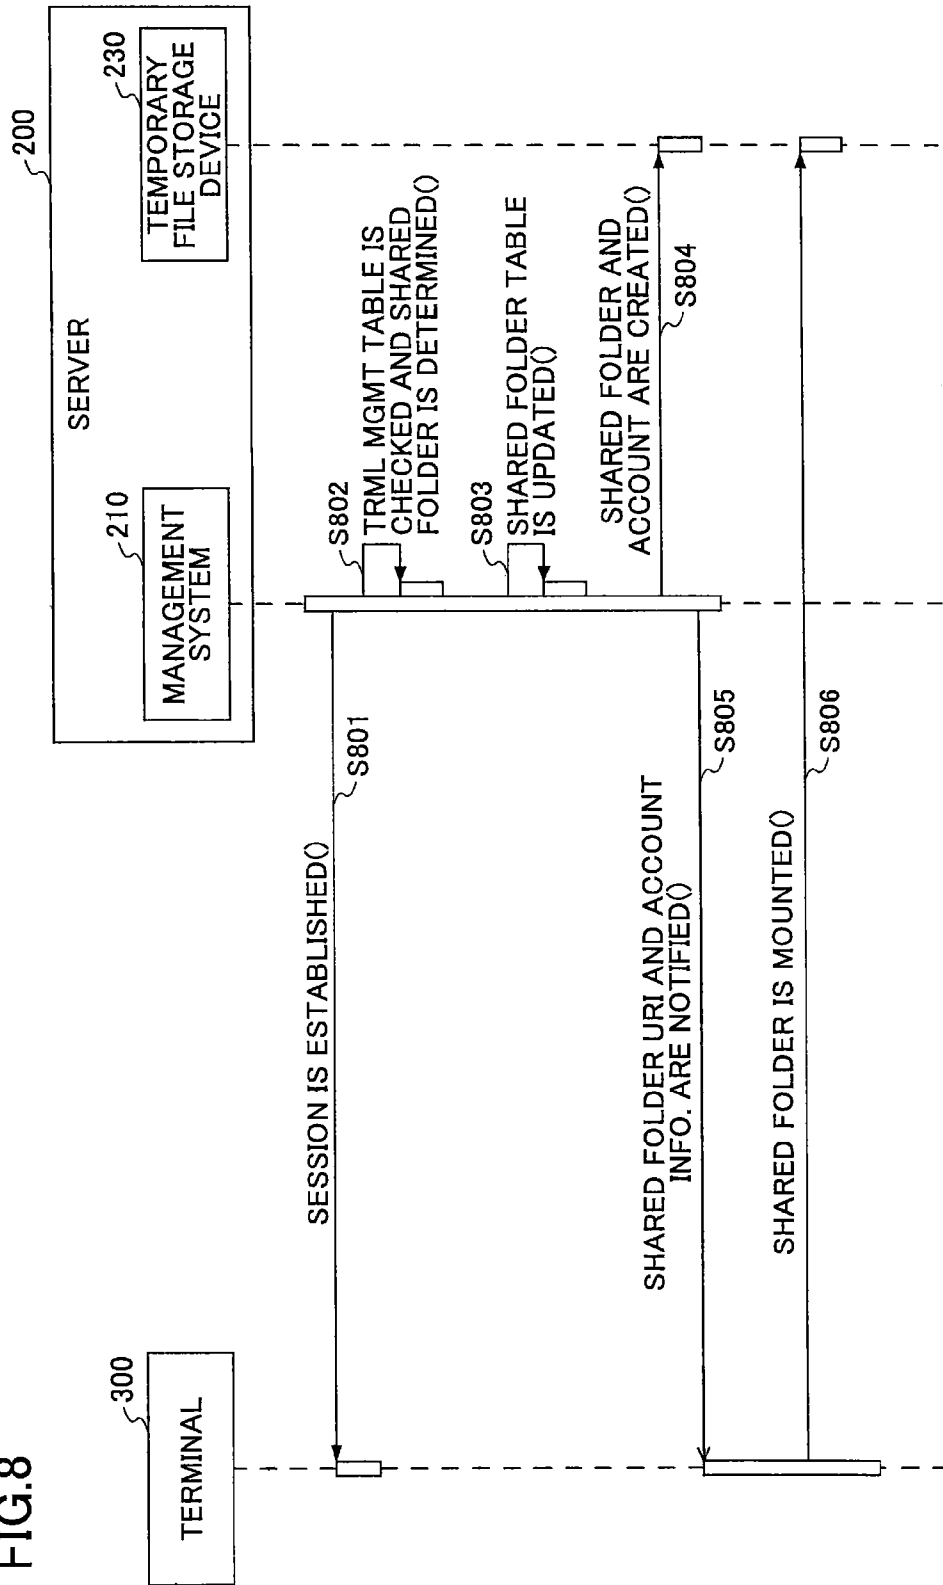 FIG.8
200
SERVER
300
TERMINAL
210
MANAGEMENT
SYSTEM
230
TEMPORARY
FILE STORAGE
DEVICE
SESSION IS ESTABLISHED()
S801
S802
TRML MGMT TABLE IS
CHECKED AND SHARED
FOLDER IS DETERMINED()
S803
SHARED FOLDER TABLE
IS UPDATED()
SHARED FOLDER AND
ACCOUNT ARE CREATED()
S804
SHARED FOLDER URI AND ACCOUNT
INFO. ARE NOTIFIED()
S805
SHARED FOLDER IS MOUNTED()
S806